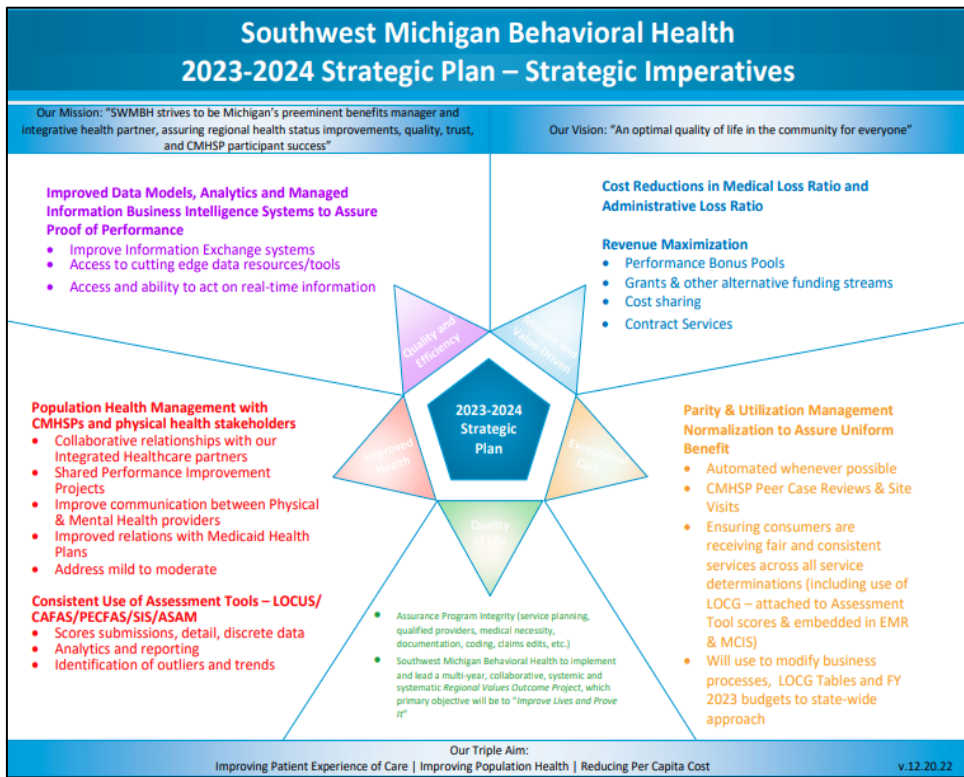 Southwest Michigan Behavioral Health
2023-2024 Strategic Plan – Strategic Imperatives
Our Mission: "SWMBH strives to be Michigan's preeminent benefits manager and
integrative health partner, assuring regional health status improvements, quality, trust,
and CMHSP participant success"
Our Vision: "An optimal quality of life in the community for everyone"
Improved Data Models, Analytics and Managed
Information Business Intelligence Systems to Assure
Proof of Performance
• Improve Information Exchange systems
• Access to cutting edge data resources/tools
• Access and ability to act on real-time information
Cost Reductions in Medical Loss Ratio and
Administrative Loss Ratio
Revenue Maximization
• Performance Bonus Pools
• Grants & other alternative funding streams
• Cost sharing
• Contract Services
Quality and
Efficiency
Mission and
Value-Driven
Improved
Health
2023-2024
Strategic
Plan
Exceptional
Care
Quality
of Life
Population Health Management with
CMHSPs and physical health stakeholders
• Collaborative relationships with our
Integrated Healthcare partners
• Shared Performance Improvement
Projects
• Improve communication between Physical
& Mental Health providers
• Improved relations with Medicaid Health
Plans
• Address mild to moderate
Consistent Use of Assessment Tools – LOCUS/
CAFAS/PECFAS/SIS/ASAM
• Scores submissions, detail, discrete data
• Analytics and reporting
• Identification of outliers and trends
• Assurance Program Integrity (service planning,
qualified providers, medical necessity,
documentation, coding, claims edits, etc.)
• Southwest Michigan Behavioral Health to implement
and lead a multi-year, collaborative, systemic and
systematic Regional Values Outcome Project, which
primary objective will be to "Improve Lives and Prove
It"
Parity & Utilization Management
Normalization to Assure Uniform
Benefit
• Automated whenever possible
• CMHSP Peer Case Reviews & Site
Visits
• Ensuring consumers are
receiving fair and consistent
services across all service
determinations (including use of
LOCG – attached to Assessment
Tool scores & embedded in EMR
& MCIS)
• Will use to modify business
processes, LOCG Tables and FY
2023 budgets to state-wide
approach
Our Triple Aim:
Improving Patient Experience of Care | Improving Population Health | Reducing Per Capita Cost
v.12.20.22